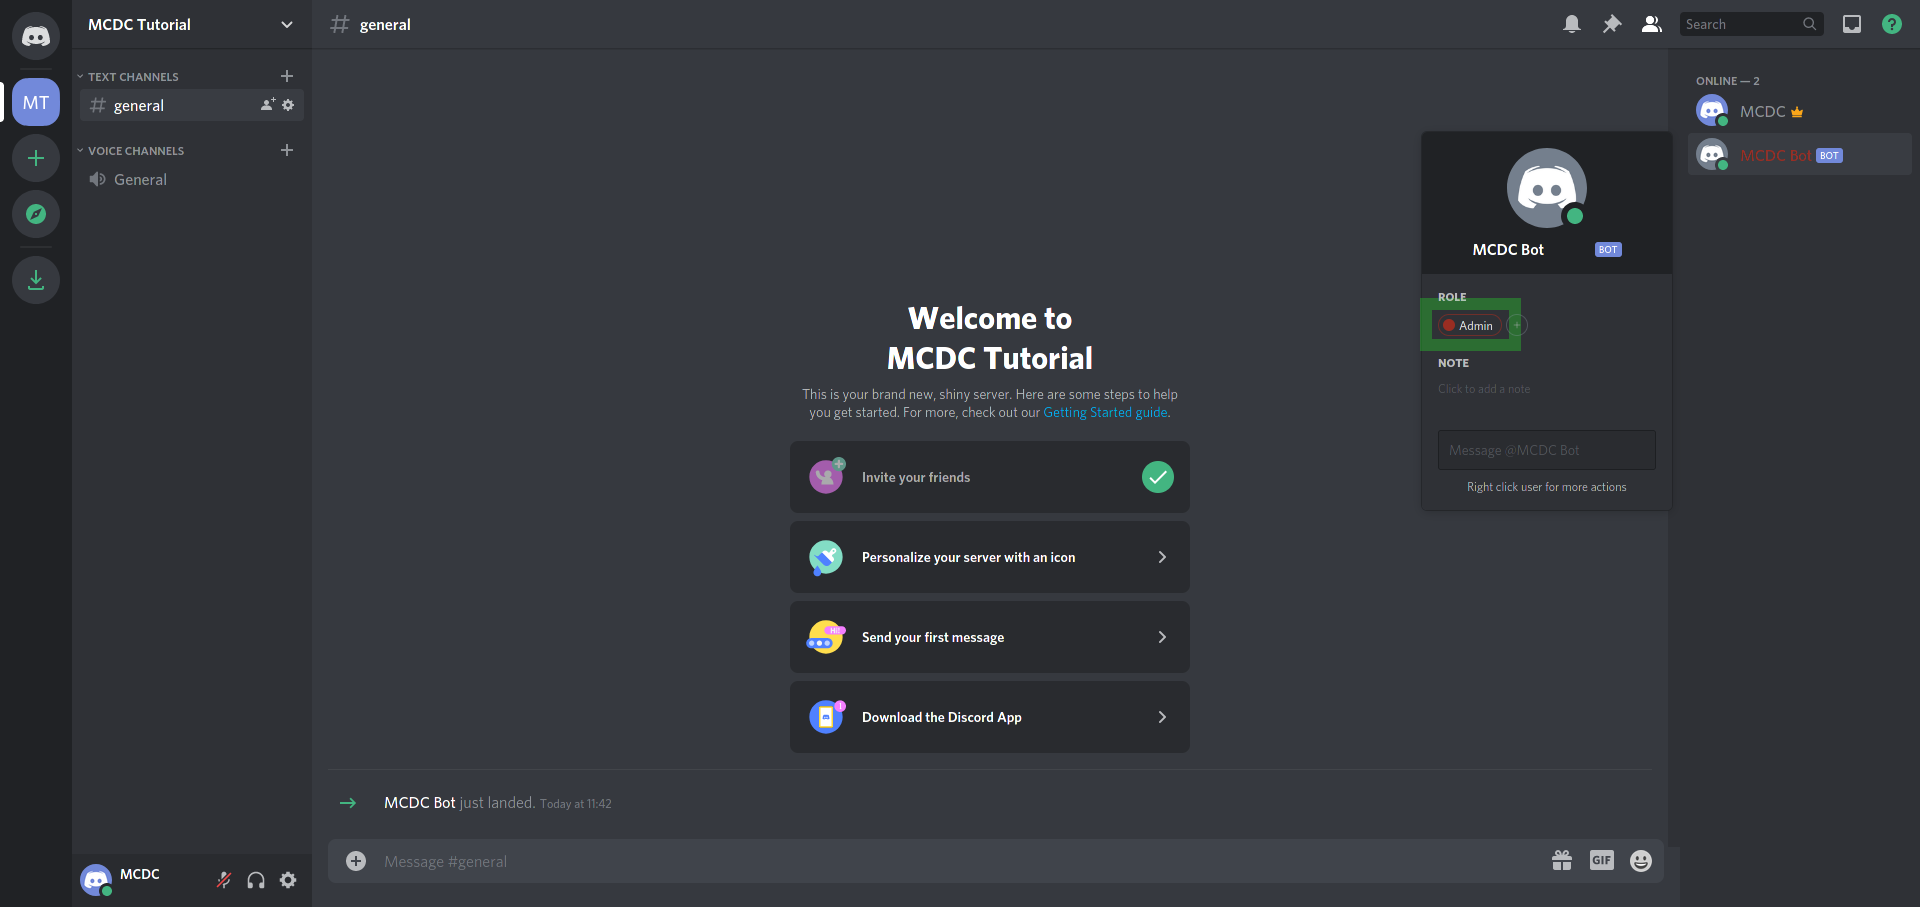 MCDC Tutorial
general
Search
MT
TEXT CHANNELS
general
VOICE CHANNELS
General
Welcome to
MCDC Tutorial
This is your brand new, shiny server. Here are some steps to help
you get started. For more, check out our Getting Started guide.
Invite your friends
Personalize your server with an icon
Hi!
Send your first message
Download the Discord App
MCDC Bot just landed. Today at 11:42
Message #general
GIF
MCDC
MCDC Bot BOT
ROLE
Admin
NOTE
Click to add a note
Message @MCDC Bot
Right click user for more actions
ONLINE — 2
MCDC
MCDC Bot BOT